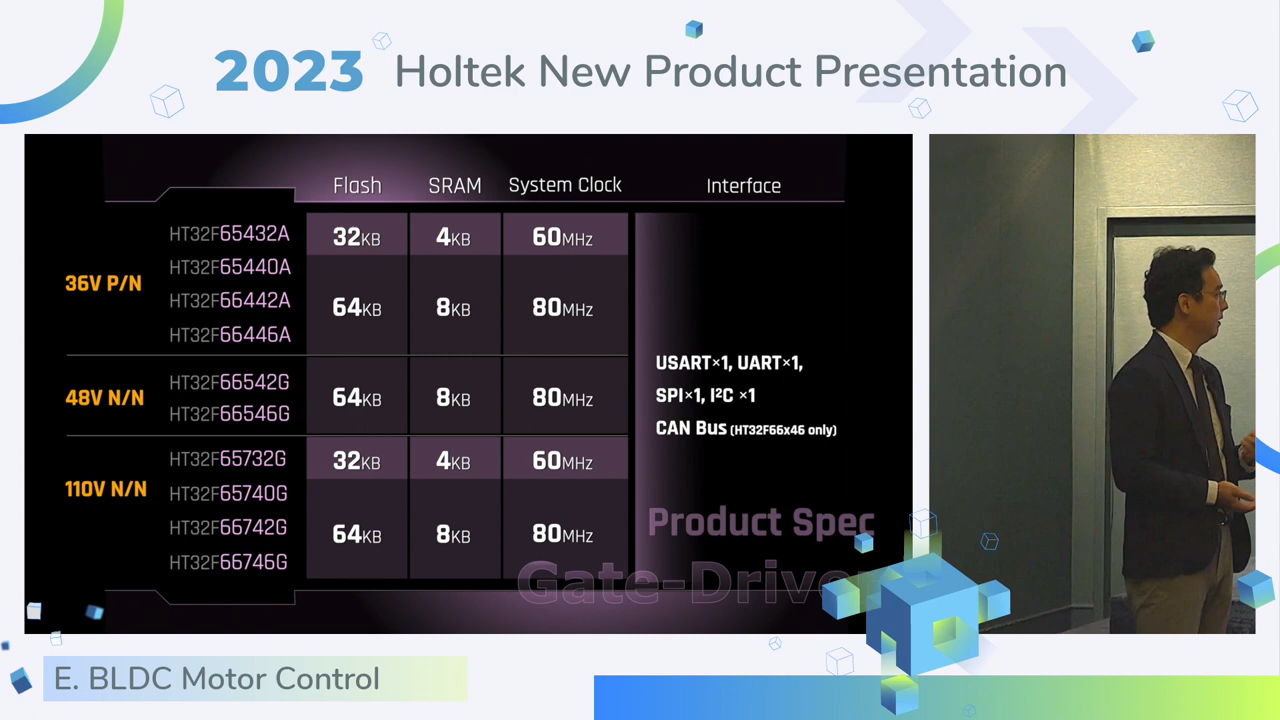 2023 Holtek New Product Presentation
Flash SRAM System Clock Interface
36V P/N
HT32F65432A
HT32F65440A
HT32F66442A
HT32F66446A
32KB 4KB 60MHz
64KB 8KB 80MHz
48V N/N
HT32F66542G
HT32F66546G
64KB 8KB 80MHz
110V N/N
HT32F65732G
HT32F65740G
HT32F66742G
HT32F66746G
32KB 4KB 60MHz
64KB 8KB 80MHz
USART×1, UART×1,
SPI×1, I²C ×1
CAN Bus (HT32F66x46 only)
Product Spec
Gate-Driver
E. BLDC Motor Control